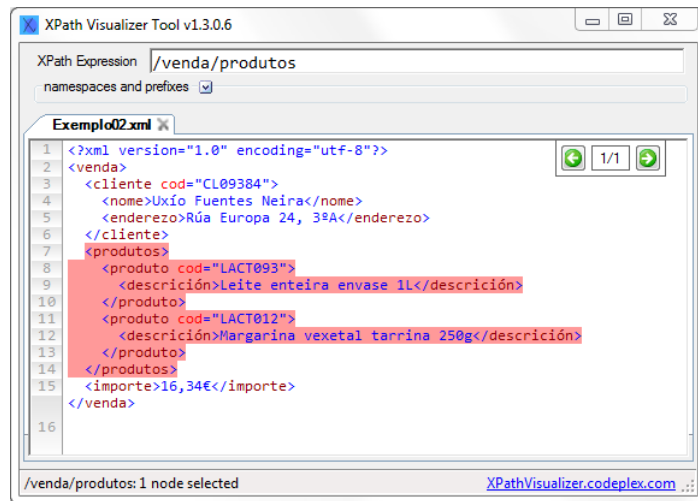 XPath Visualizer Tool v1.3.0.6
XPath Expression /venda/produtos
namespaces and prefixes
Exemplo02.xml
1/1
1 <?xml version="1.0" encoding="utf-8"?>
2 <venda>
3 <cliente cod="CL09384">
4 <nome>Uxío Fuentes Neira</nome>
5 <enderezo>Rúa Europa 24, 3ºA</enderezo>
6 </cliente>
7 <produtos>
8 <produto cod="LACT093">
9 <descrición>Leite enteira envase 1L</descrición>
10 </produto>
11 <produto cod="LACT012">
12 <descrición>Margarina vexetal tarrina 250g</descrición>
13 </produto>
14 </produtos>
15 <importe>16,34€</importe>
</venda>
16
/venda/produtos: 1 node selected XPathVisualizer.codeplex.com